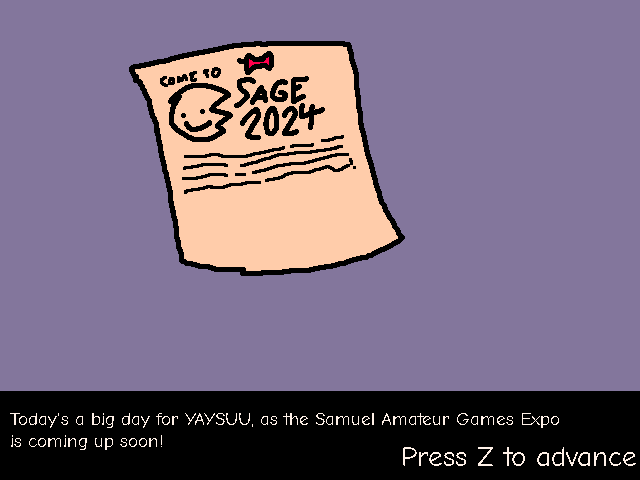 COME TO
SAGE
2024
Today's a big day for YAYSUU, as the Samuel Amateur Games Expo
is coming up soon!
Press Z to advance